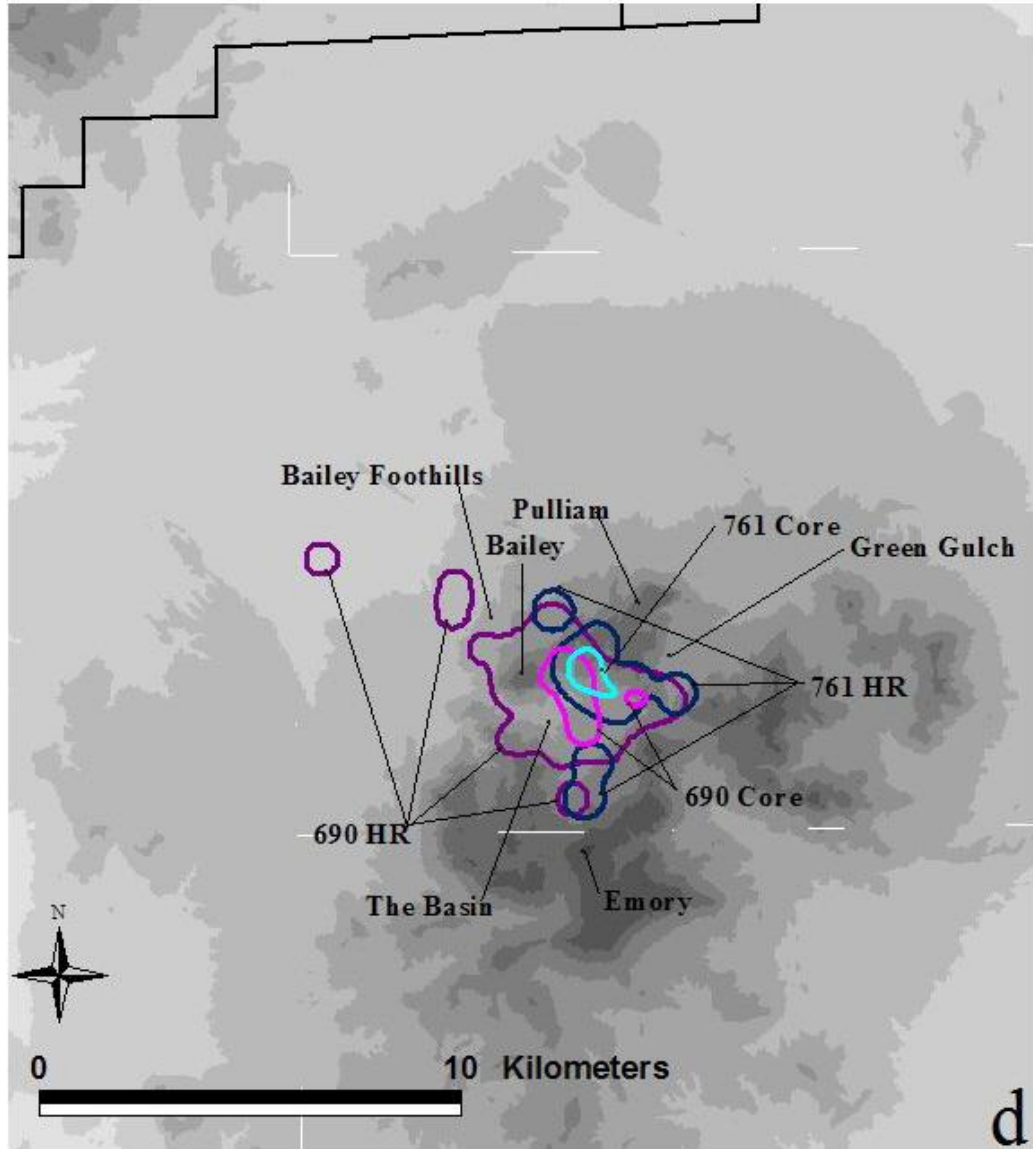 Bailey Foothills
Pulliam
Bailey
761 Core
Green Gulch
761 HR
690 Core
690 HR
The Basin
Emory
N
0
10 Kilometers
d